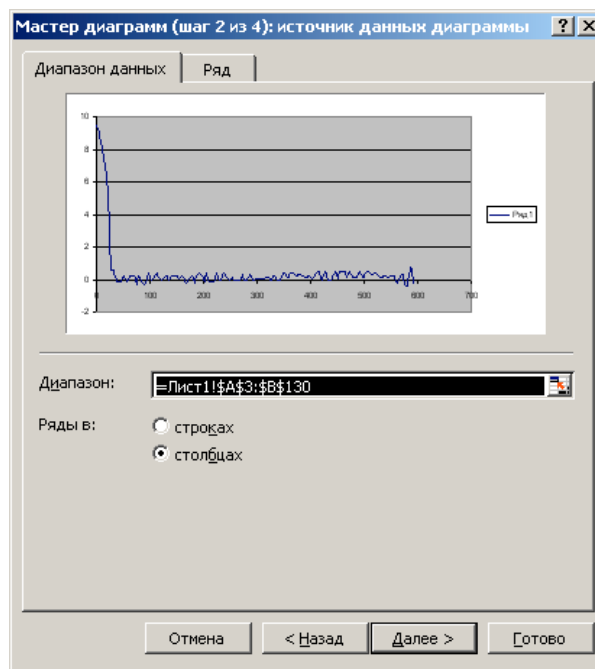 Мастер диаграмм (шаг 2 из 4): источник данных диаграммы
Диапазон данных
Ряд
10
8
6
4
2
0
-2
0 100 200 300 400 500 600 700
Ряд1
Диапазон: =Лист1!$A$3:$B$130
Ряды в: строках
столбцах
Отмена < Назад Далее > Готово